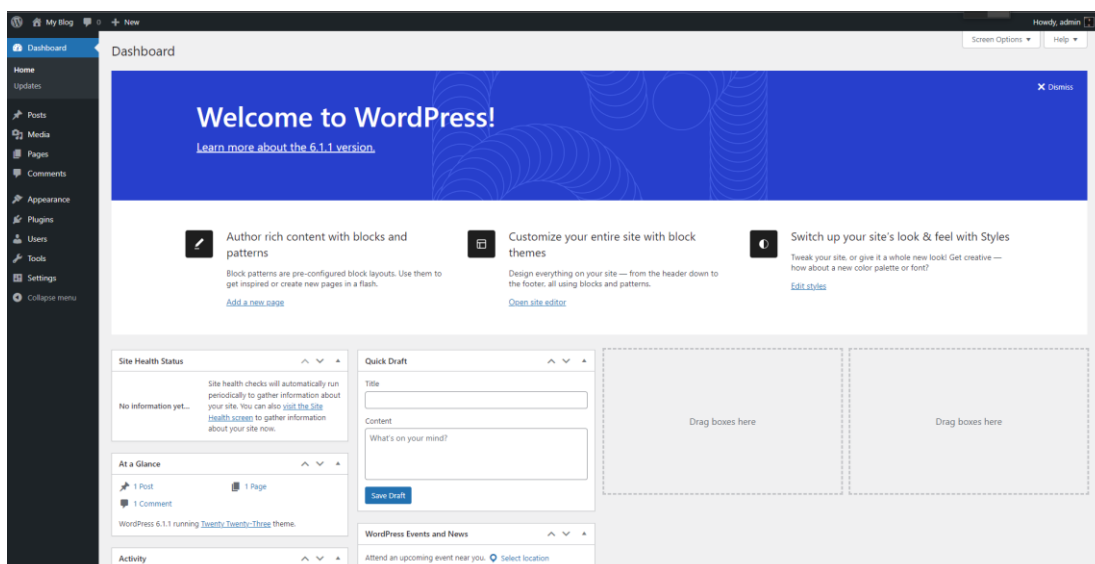 My Blog
0
New
Howdy, admin
Dashboard
Home
Updates
Posts
Media
Pages
Comments
Appearance
Plugins
Users
Tools
Settings
Collapse menu
Dashboard
Screen Options
Help
Dismiss
Welcome to WordPress!
Learn more about the 6.1.1 version.
Author rich content with blocks and
patterns
Block patterns are pre-configured block layouts. Use them to
get inspired or create new pages in a flash.
Add a new page
Customize your entire site with block
themes
Design everything on your site — from the header down to
the footer, all using blocks and patterns.
Open site editor
Switch up your site's look & feel with Styles
Tweak your site, or give it a whole new look! Get creative —
how about a new color palette or font?
Edit styles
Site Health Status
No information yet...
Site health checks will automatically run
periodically to gather information about
your site. You can also visit the Site
Health screen to gather information
about your site now.
At a Glance
1 Post
1 Page
1 Comment
WordPress 6.1.1 running Twenty Twenty-Three theme.
Activity
Quick Draft
Title
Content
What's on your mind?
Save Draft
WordPress Events and News
Attend an upcoming event near you.
Select location
Drag boxes here
Drag boxes here